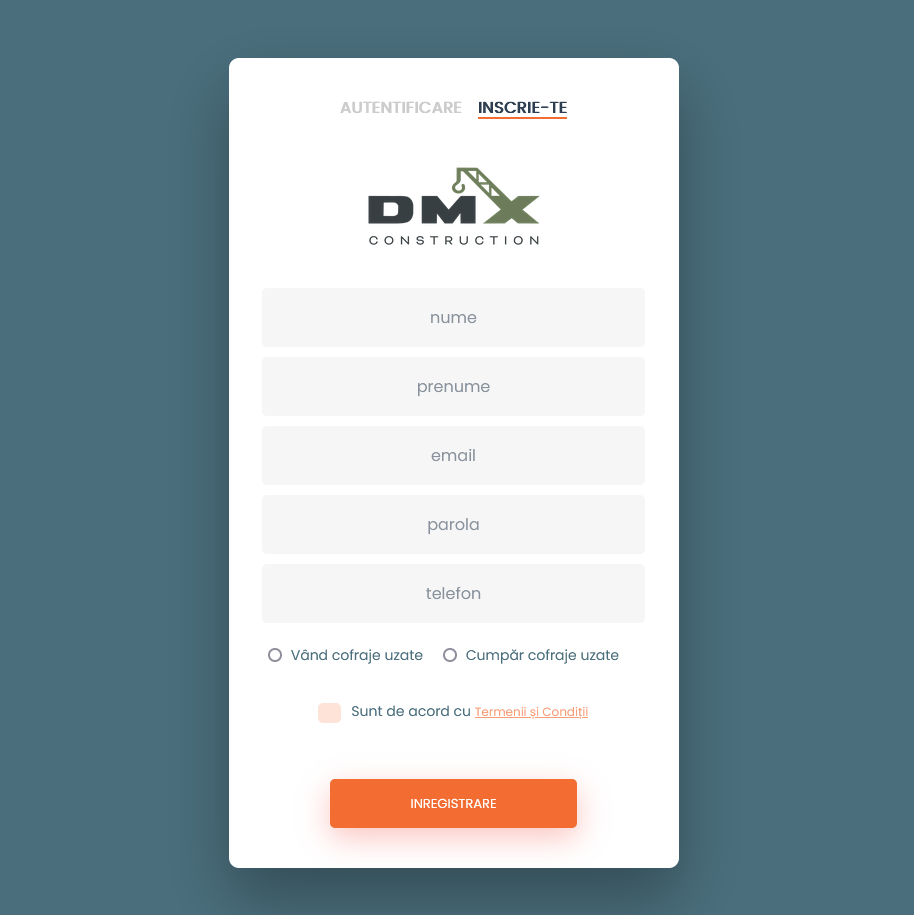 AUTENTIFICARE INSCRIE-TE
DMX
CONSTRUCTION
nume
prenume
email
parola
telefon
Vând cofraje uzate Cumpăr cofraje uzate
Sunt de acord cu Termenii și Condiții
INREGISTRARE